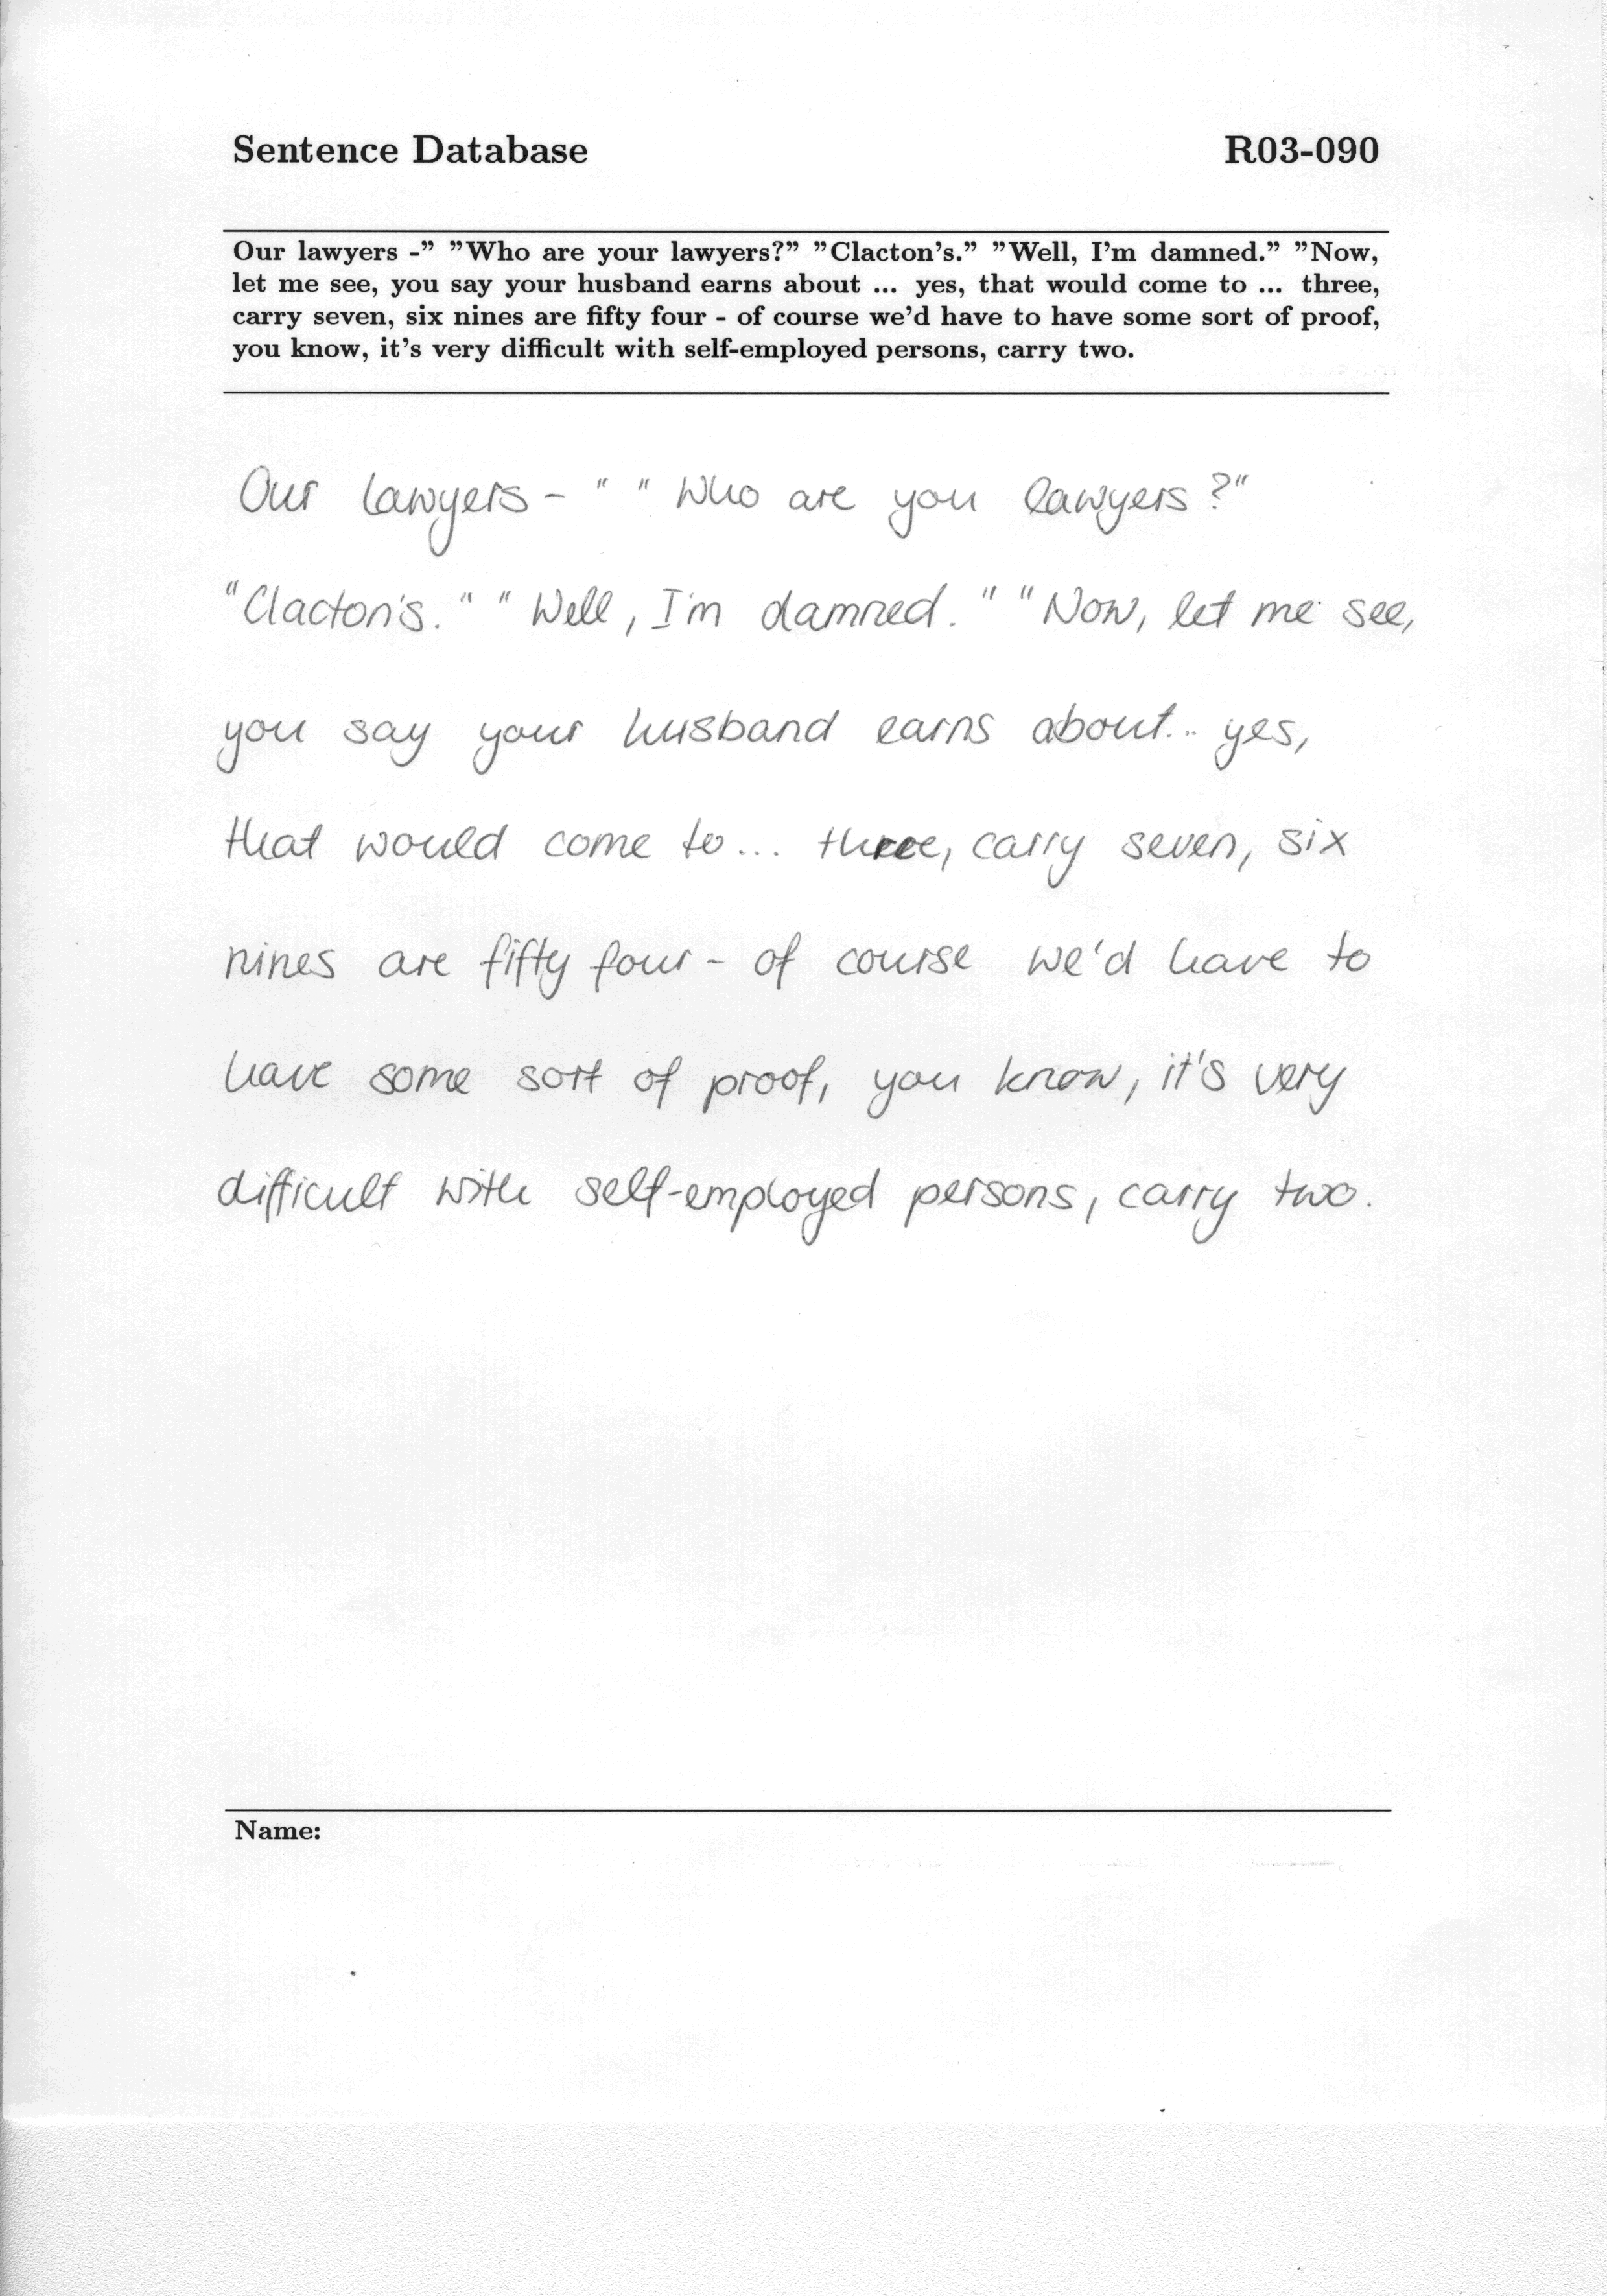 Sentence Database R03-090
Our lawyers -” ”Who are your lawyers?” ”Clacton’s.” ”Well, I’m damned.” ”Now,
let me see, you say your husband earns about ... yes, that would come to ... three,
carry seven, six nines are fifty four - of course we’d have to have some sort of proof,
you know, it’s very difficult with self-employed persons, carry two.
Our lawyers - " " Who are you lawyers ?"
"Clacton's. " " Well, I'm damned. " "Now, let me see,
you say your husband earns about... yes,
that would come to ... three, carry seven, six
nines are fifty four - of course we'd have to
have some sort of proof, you know, it's very
difficult with self-employed persons, carry two.
Name: